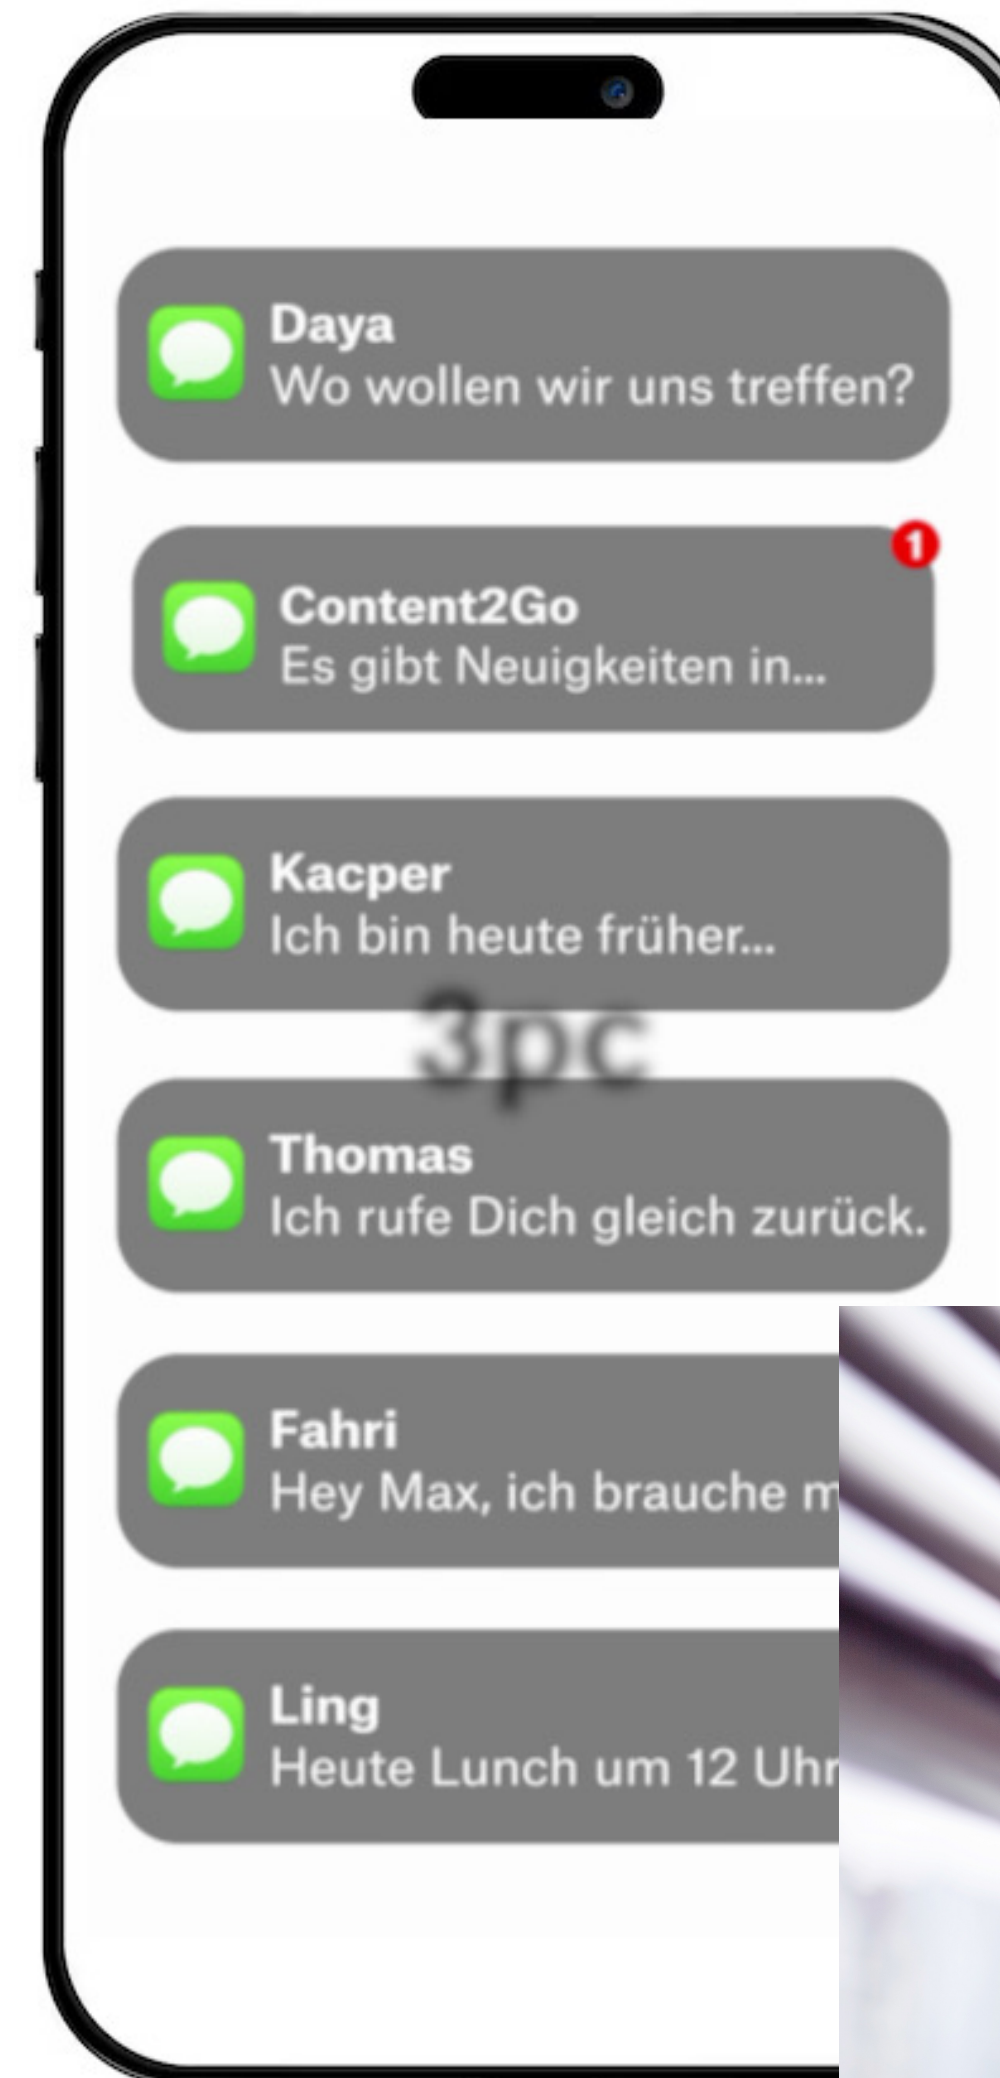 Daya
Wo wollen wir uns treffen?
1
Content2Go
Es gibt Neuigkeiten in...
Kacper
Ich bin heute früher...
3pc
Thomas
Ich rufe Dich gleich zurück.
Fahri
Hey Max, ich brauche m
Ling
Heute Lunch um 12 Uhr